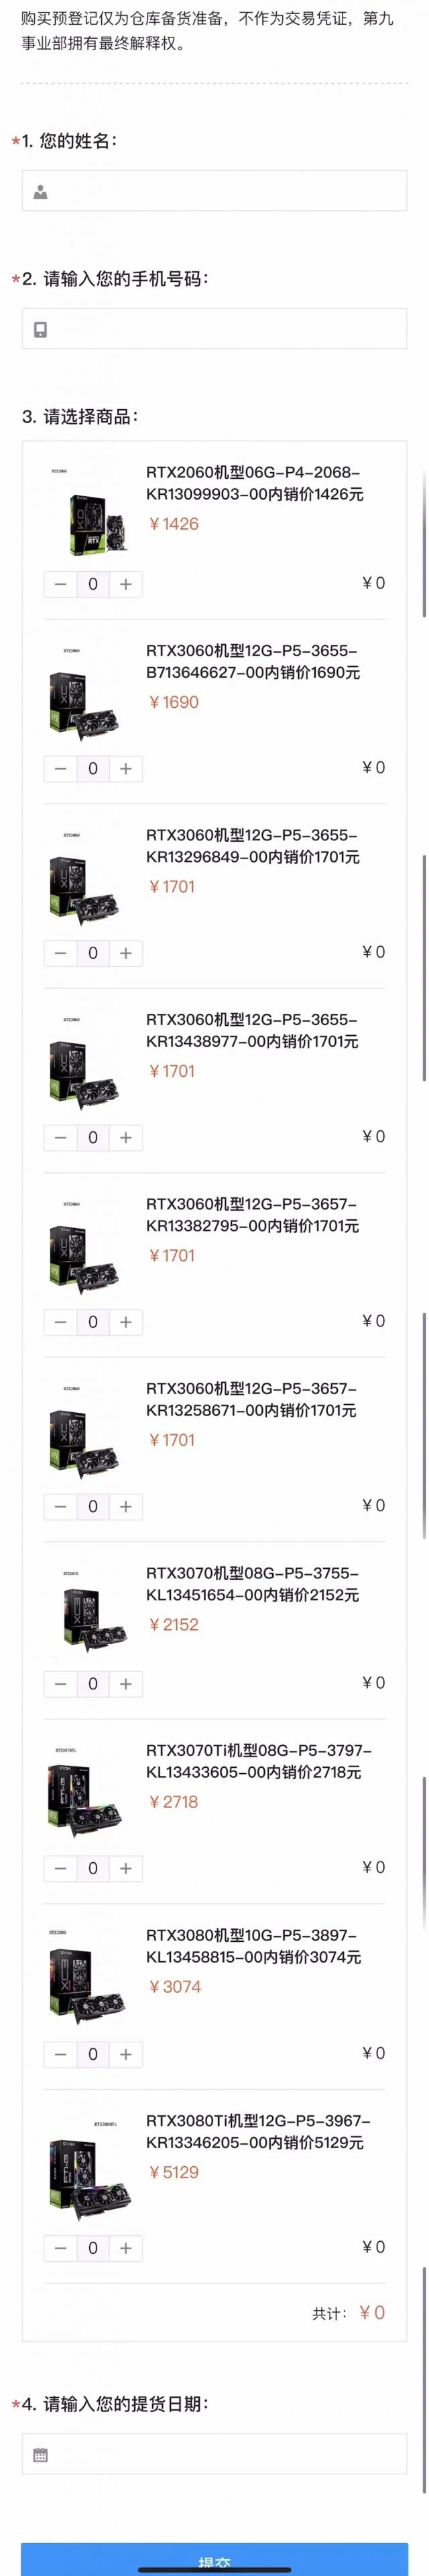 购买预登记仅为仓库备货准备，不作为交易凭证，第九
事业部拥有最终解释权。
*1. 您的姓名：
*2. 请输入您的手机号码：
3. 请选择商品：
RTX2060
RTX2060机型06G-P4-2068-
KR13099903-00内销价1426元
¥1426
− 0 +
¥0
RTX3060
RTX3060机型12G-P5-3655-
B713646627-00内销价1690元
¥1690
− 0 +
¥0
RTX3060
RTX3060机型12G-P5-3655-
KR13296849-00内销价1701元
¥1701
− 0 +
¥0
RTX3060
RTX3060机型12G-P5-3655-
KR13438977-00内销价1701元
¥1701
− 0 +
¥0
RTX3060
RTX3060机型12G-P5-3657-
KR13382795-00内销价1701元
¥1701
− 0 +
¥0
RTX3060
RTX3060机型12G-P5-3657-
KR13258671-00内销价1701元
¥1701
− 0 +
¥0
RTX3070
RTX3070机型08G-P5-3755-
KL13451654-00内销价2152元
¥2152
− 0 +
¥0
RTX3070Ti
RTX3070Ti机型08G-P5-3797-
KL13433605-00内销价2718元
¥2718
− 0 +
¥0
RTX3080
RTX3080机型10G-P5-3897-
KL13458815-00内销价3074元
¥3074
− 0 +
¥0
RTX3080Ti
RTX3080Ti机型12G-P5-3967-
KR13346205-00内销价5129元
¥5129
− 0 +
¥0
共计： ¥0
*4. 请输入您的提货日期：
提交